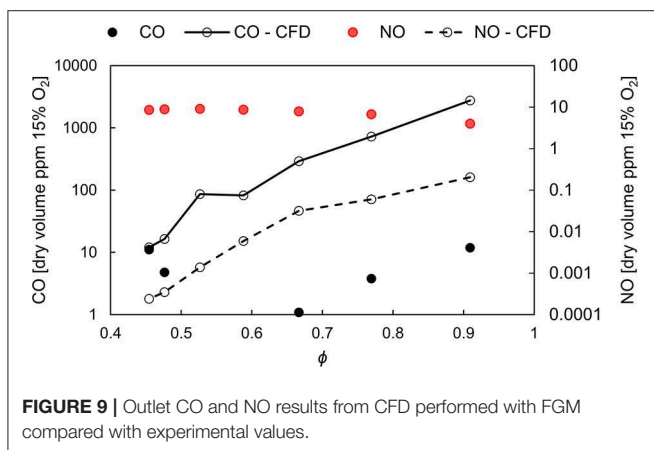 CO CO - CFD NO NO - CFD
10000
1000
100
10
1
100
10
1
0.1
0.01
0.001
0.0001
0.4 0.5 0.6 0.7 0.8 0.9 1
CO [dry volume ppm 15% O₂]
NO [dry volume ppm 15% O₂]
ϕ
FIGURE 9 | Outlet CO and NO results from CFD performed with FGM
compared with experimental values.